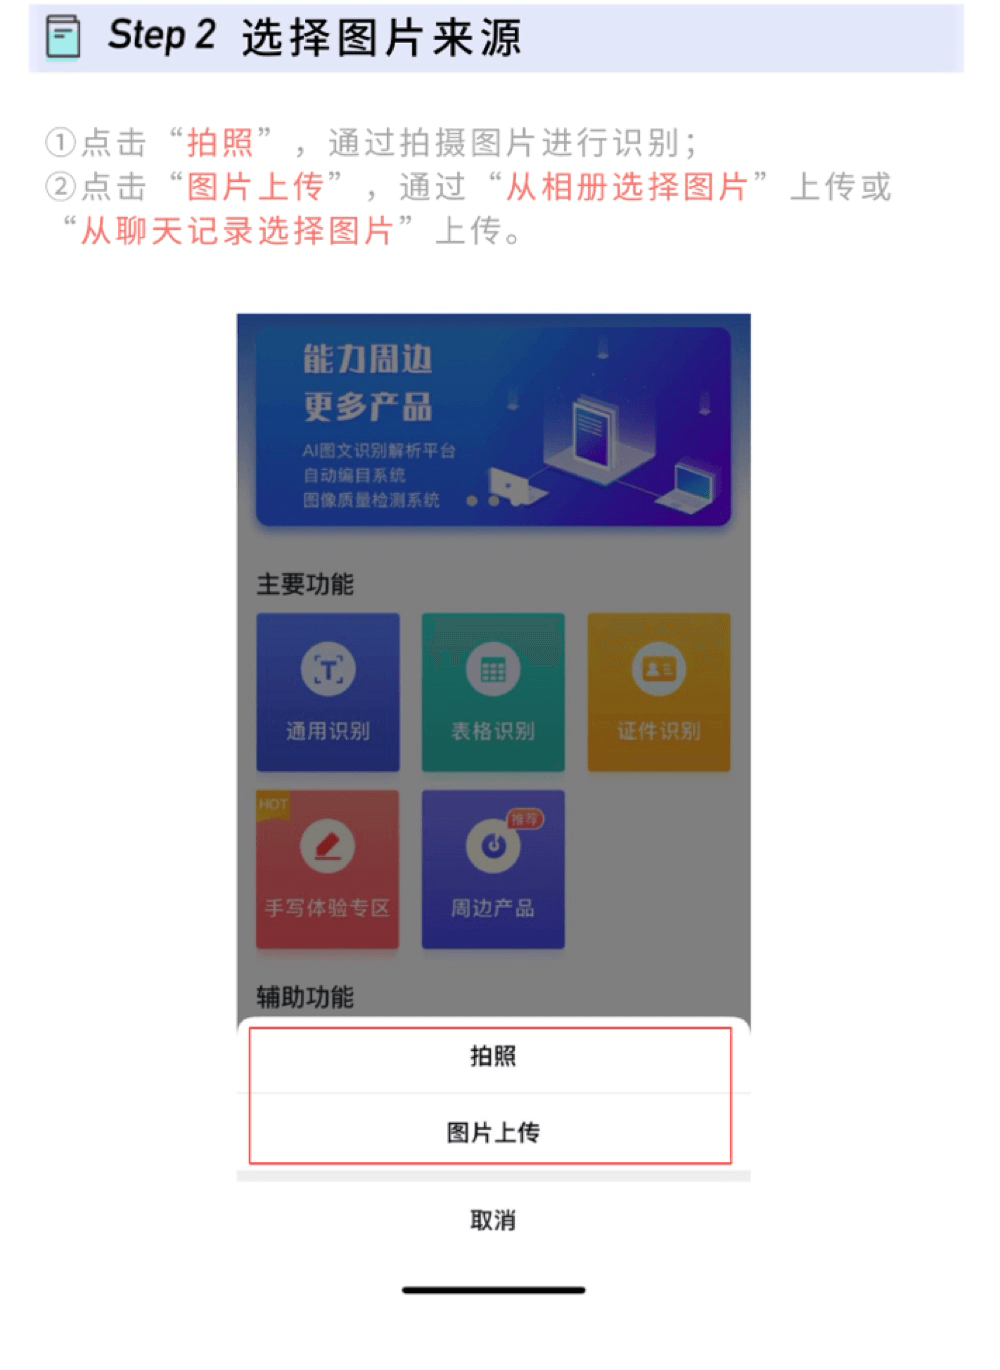 Step 2 选择图片来源
①点击“拍照”，通过拍摄图片进行识别；
②点击“图片上传”，通过“从相册选择图片”上传或
“从聊天记录选择图片”上传。
能力周边
更多产品
AI图文识别解析平台
自动编目系统
图像质量检测系统
主要功能
通用识别
表格识别
证件识别
HOT
手写体验专区
推荐
周边产品
辅助功能
拍照
图片上传
取消